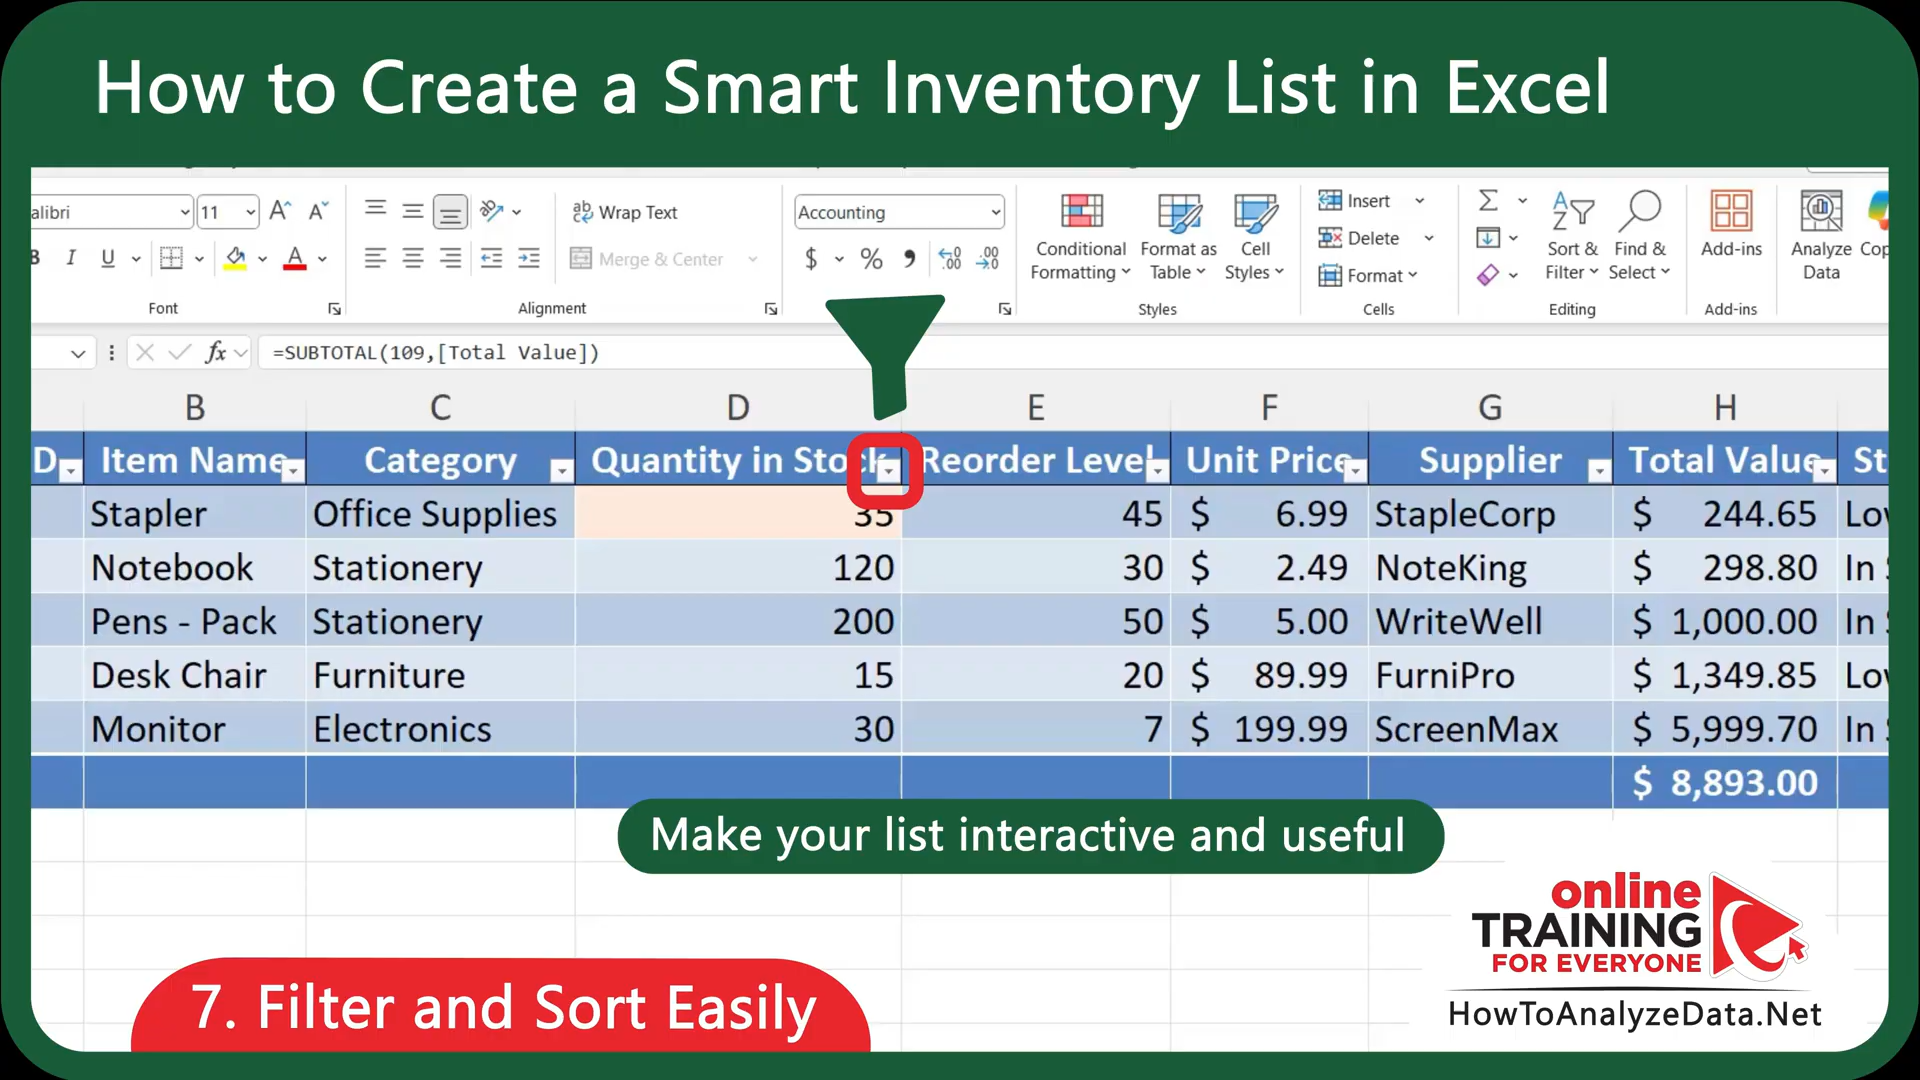 How to Create a Smart Inventory List in Excel
11 Wrap Text Accounting Insert
B I U Merge & Center $ % Conditional Formatting Format as Table Cell Styles Delete Format Sort & Filter Find & Select Add-ins Analyze Data
Font Alignment Styles Cells Editing Add-ins
fx =SUBTOTAL(109,[Total Value])
B C D E F G H
Item Name Category Quantity in Stock Reorder Level Unit Price Supplier Total Value
Stapler Office Supplies 35 45 $ 6.99 StapleCorp $ 244.65
Notebook Stationery 120 30 $ 2.49 NoteKing $ 298.80 In
Pens - Pack Stationery 200 50 $ 5.00 WriteWell $ 1,000.00 In
Desk Chair Furniture 15 20 $ 89.99 FurniPro $ 1,349.85
Monitor Electronics 30 7 $ 199.99 ScreenMax $ 5,999.70 In
$ 8,893.00
Make your list interactive and useful
7. Filter and Sort Easily
online
TRAINING
FOR EVERYONE
HowToAnalyzeData.Net